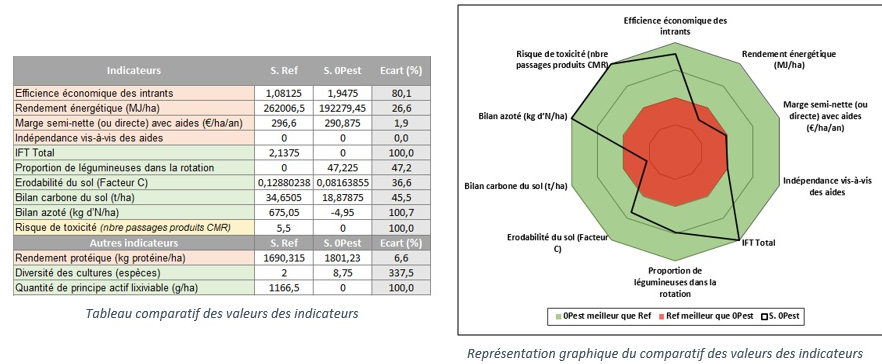 Indicateurs S. Ref S. 0Pest Ecart (%)
Efficience économique des intrants 1,08125 1,9475 80,1
Rendement énergétique (MJ/ha) 262006,5 192279,45 26,6
Marge semi-nette (ou directe) avec aides (€/ha/an) 296,6 290,875 1,9
Indépendance vis-à-vis des aides 0 0 0,0
IFT Total 2,1375 0 100,0
Proportion de légumineuses dans la rotation 0 47,225 47,2
Erodabilité du sol (Facteur C) 0,12880238 0,08163855 36,6
Bilan carbone du sol (t/ha) 34,6505 18,87875 45,5
Bilan azoté (kg d'N/ha) 675,05 -4,95 100,7
Risque de toxicité (nbre passages produits CMR) 5,5 0 100,0
Autres indicateurs S. Ref S. 0Pest Ecart (%)
Rendement protéique (kg protéine/ha) 1690,315 1801,23 6,6
Diversité des cultures (espèces) 2 8,75 337,5
Quantité de principe actif lixiviable (g/ha) 1166,5 0 100,0
Tableau comparatif des valeurs des indicateurs
Efficience économique des
intrants
Rendement énergétique
(MJ/ha)
Marge semi-nette (ou
directe) avec aides
(€/ha/an)
Indépendance vis-à-vis
des aides
IFT Total
Proportion de
légumineuses dans la
rotation
Erodabilité du sol (Facteur
C)
Bilan carbone du sol (t/ha)
Bilan azoté (kg d'N/ha)
Risque de toxicité (nbre
passages produits CMR)
0Pest meilleur que Ref Ref meilleur que 0Pest S. 0Pest
Représentation graphique du comparatif des valeurs des indicateurs